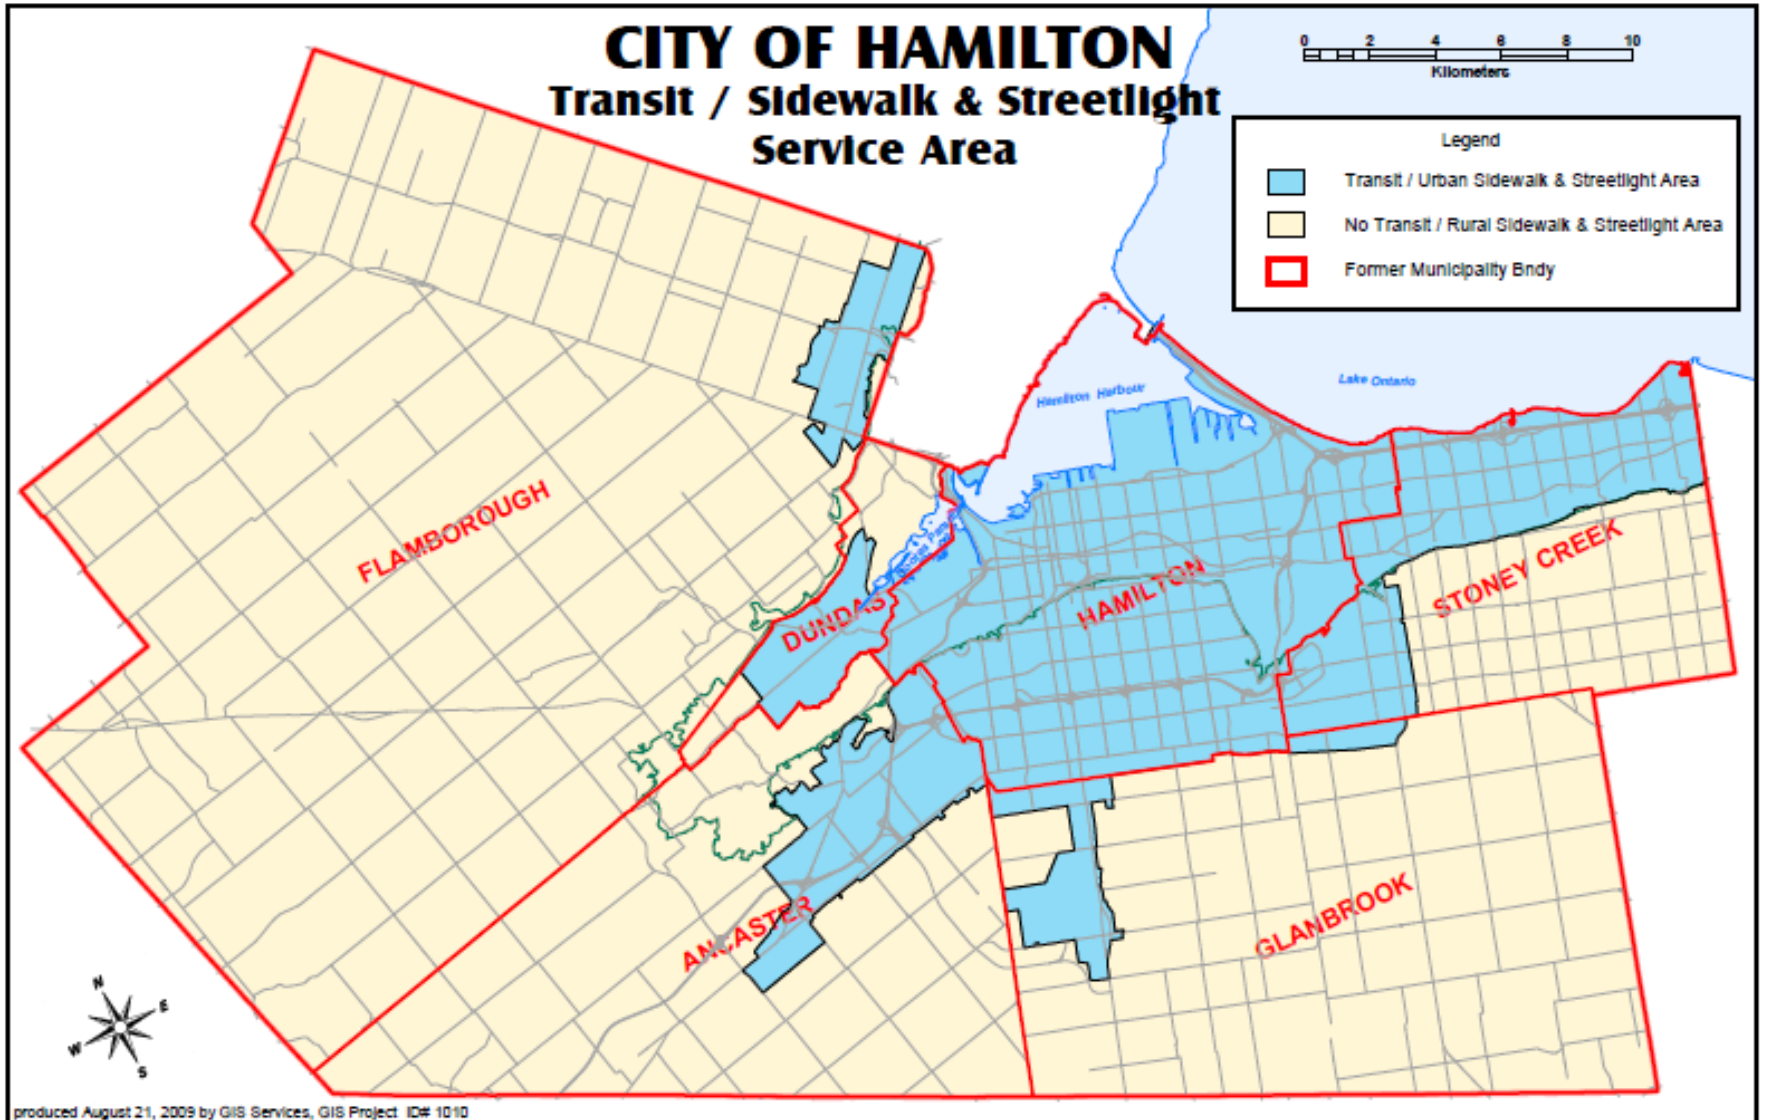 CITY OF HAMILTON
Transit / Sidewalk & Streetlight
Service Area
0 2 4 6 8 10
Kilometers
Legend
Transit / Urban Sidewalk & Streetlight Area
No Transit / Rural Sidewalk & Streetlight Area
Former Municipality Bndy
Lake Ontario
Hamilton Harbour
FLAMBOROUGH
STONEY CREEK
HAMILTON
DUNDAS
ANCASTER
GLANBROOK
N
E
W
S
produced August 21, 2009 by GIS Services, GIS Project ID# 1010